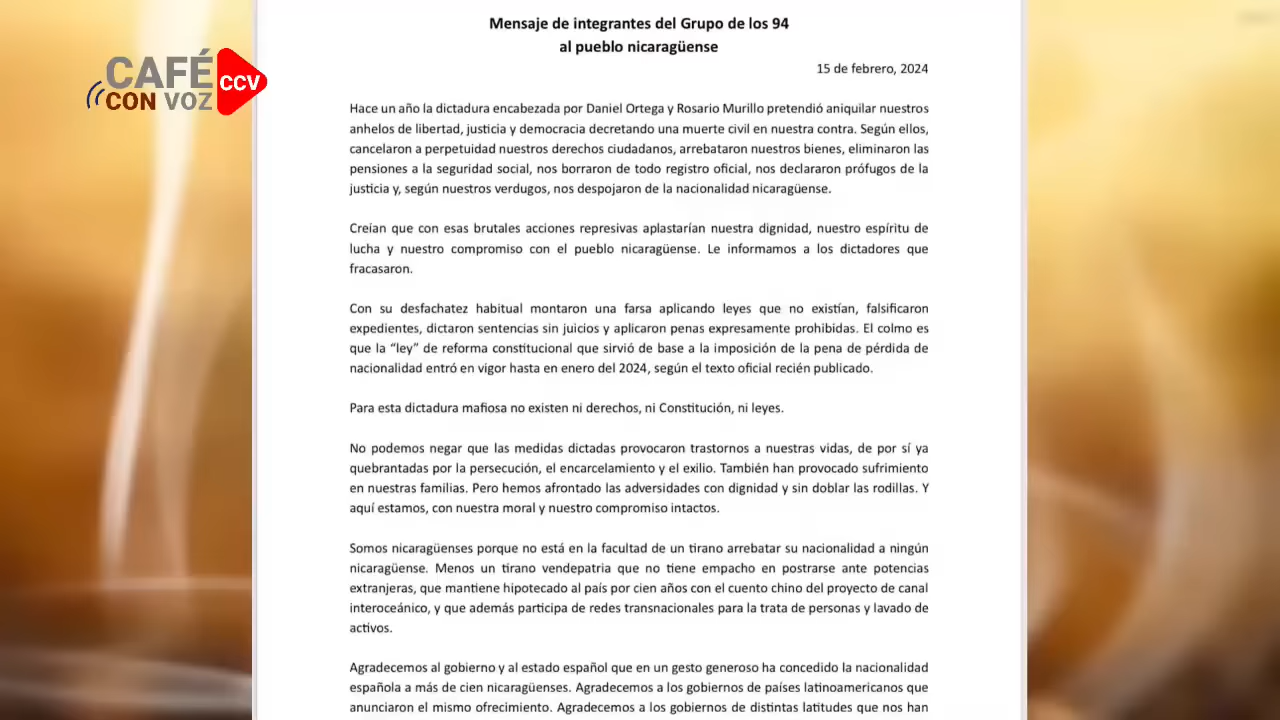 CAFÉ
CON VOZ
CCV
Mensaje de integrantes del Grupo de los 94
al pueblo nicaragüense
15 de febrero, 2024
Hace un año la dictadura encabezada por Daniel Ortega y Rosario Murillo pretendió aniquilar nuestros
anhelos de libertad, justicia y democracia decretando una muerte civil en nuestra contra. Según ellos,
cancelaron a perpetuidad nuestros derechos ciudadanos, arrebataron nuestros bienes, eliminaron las
pensiones a la seguridad social, nos borraron de todo registro oficial, nos declararon prófugos de la
justicia y, según nuestros verdugos, nos despojaron de la nacionalidad nicaragüense.
Creían que con esas brutales acciones represivas aplastarían nuestra dignidad, nuestro espíritu de
lucha y nuestro compromiso con el pueblo nicaragüense. Le informamos a los dictadores que
fracasaron.
Con su desfachatez habitual montaron una farsa aplicando leyes que no existían, falsificaron
expedientes, dictaron sentencias sin juicios y aplicaron penas expresamente prohibidas. El colmo es
que la “ley” de reforma constitucional que sirvió de base a la imposición de la pena de pérdida de
nacionalidad entró en vigor hasta en enero del 2024, según el texto oficial recién publicado.
Para esta dictadura mafiosa no existen ni derechos, ni Constitución, ni leyes.
No podemos negar que las medidas dictadas provocaron trastornos a nuestras vidas, de por sí ya
quebrantadas por la persecución, el encarcelamiento y el exilio. También han provocado sufrimiento
en nuestras familias. Pero hemos afrontado las adversidades con dignidad y sin doblar las rodillas. Y
aquí estamos, con nuestra moral y nuestro compromiso intactos.
Somos nicaragüenses porque no está en la facultad de un tirano arrebatar su nacionalidad a ningún
nicaragüense. Menos un tirano vendepatria que no tiene empacho en postrarse ante potencias
extranjeras, que mantiene hipotecado al país por cien años con el cuento chino del proyecto de canal
interoceánico, y que además participa de redes transnacionales para la trata de personas y lavado de
activos.
Agradecemos al gobierno y al estado español que en un gesto generoso ha concedido la nacionalidad
española a más de cien nicaragüenses. Agradecemos a los gobiernos de países latinoamericanos que
anunciaron el mismo ofrecimiento. Agradecemos a los gobiernos de distintas latitudes que nos han